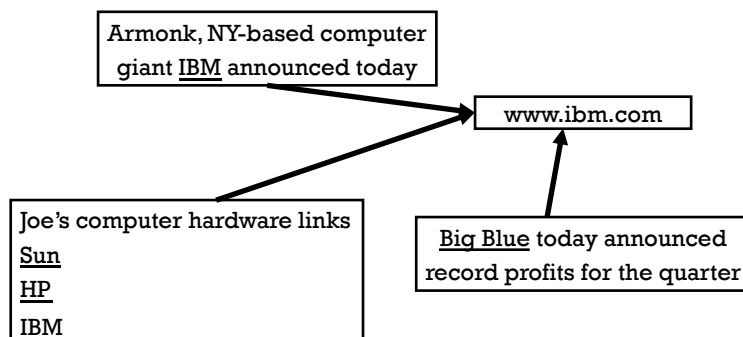 Armonk, NY-based computer
giant IBM announced today
www.ibm.com
Joe's computer hardware links
Sun
HP
IBM
Big Blue today announced
record profits for the quarter